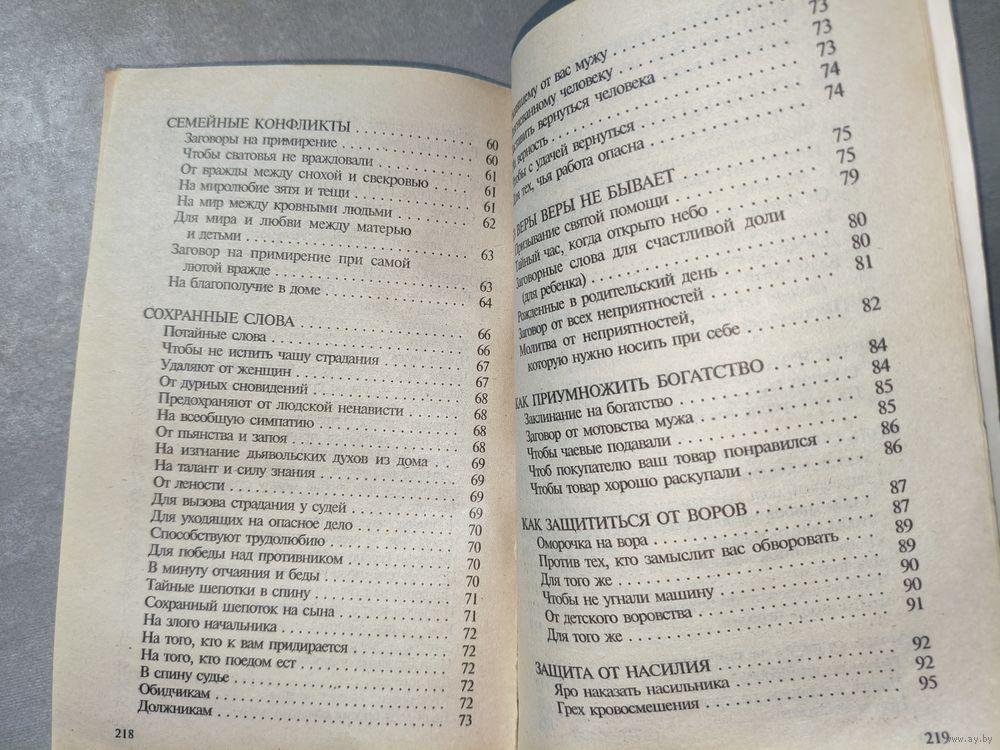 СЕМЕЙНЫЕ КОНФЛИКТЫ . . . . . 60
Заговоры на примирение . . . . . 60
Чтобы сватовья не враждовали . . . . . 61
От вражды между снохой и свекровью . . . . . 61
На миролюбие зятя и тещи . . . . . 61
На мир между кровными людьми . . . . . 62
Для мира и любви между матерью
и детьми . . . . . 63
Заговор на примирение при самой
лютой вражде . . . . . 63
На благополучие в доме . . . . . 64
СОХРАННЫЕ СЛОВА . . . . . 66
Потайные слова . . . . . 66
Чтобы не испить чашу страдания . . . . . 67
Удаляют от женщин . . . . . 67
От дурных сновидений . . . . . 68
Предохраняют от людской ненависти . . . . . 68
На всеобщую симпатию . . . . . 68
От пьянства и запоя . . . . . 68
На изгнание дьявольских духов из дома . . 69
На талант и силу знания . . . . . 69
От лености . . . . . 69
Для вызова страдания у судей . . . . . 69
Для уходящих на опасное дело . . . . . 70
Способствуют трудолюбию . . . . . 70
Для победы над противником . . . . . 70
В минуту отчаяния и беды . . . . . 70
Тайные шепотки в спину . . . . . 71
Сохранный шепоток на сына . . . . . 71
На злого начальника . . . . . 72
На того, кто к вам придирается . . . . . 72
На того, кто поедом ест . . . . . 72
В спину судье . . . . . 72
Обидчикам . . . . . 72
Должникам . . . . . 73
218
от вас мужу . . . . .
человеку . . . . . 73
вернуться человека . . . . . 73
верность . . . . . 73
с удачей вернуться . . . . . 74
Для тех, чья работа опасна . . . . . 74
ВЕРЫ ВЕРЫ НЕ БЫВАЕТ . . . . . 75
Призывание святой помощи . . . . . 75
Тайный час, когда открыто небо . . . . . 79
Заговорные слова для счастливой доли
(для ребенка) . . . . . 80
Рожденные в родительский день . . . . . 80
Заговор от всех неприятностей . . . . . 81
Молитва от неприятностей,
которую нужно носить при себе . . . . . 82
КАК ПРИУМНОЖИТЬ БОГАТСТВО . . . . . 84
Заклинание на богатство . . . . . 84
Заговор от мотовства мужа . . . . . 85
Чтобы чаевые подавали . . . . . 85
Чтоб покупателю ваш товар понравился . . . . . 86
Чтобы товар хорошо раскупали . . . . . 86
КАК ЗАЩИТИТЬСЯ ОТ ВОРОВ . . . . . 87
Оморочка на вора . . . . . 87
Против тех, кто замыслит вас обворовать . . . . . 89
Для того же . . . . . 89
Чтобы не угнали машину . . . . . 90
От детского воровства . . . . . 90
Для того же . . . . . 91
ЗАЩИТА ОТ НАСИЛИЯ . . . . . 92
Яро наказать насильника . . . . . 92
Грех кровосмешения . . . . . 95
219
www.ay.by